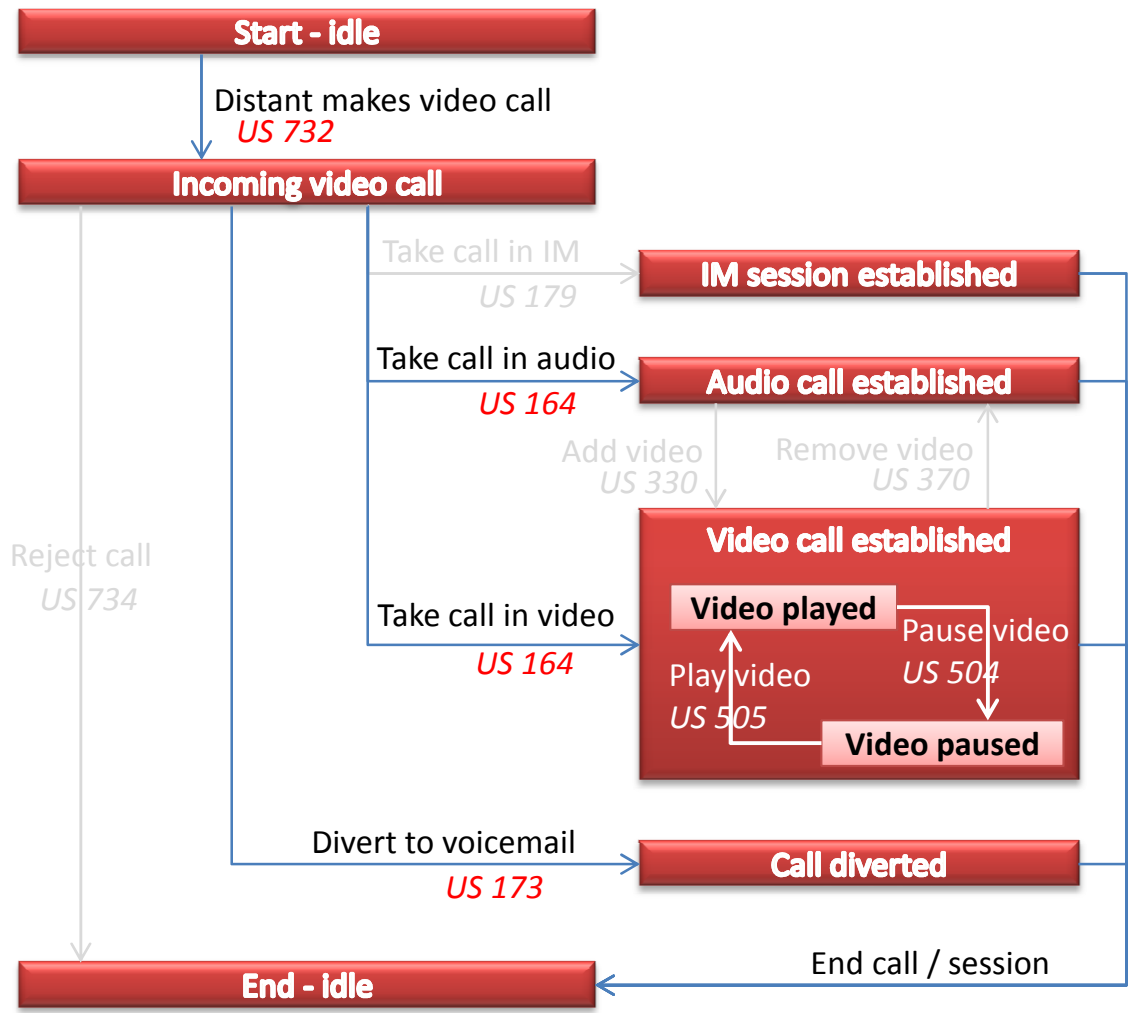 Start - idle
Distant makes video call
US 732
Incoming video call
Take call in IM
US 179
IM session established
Take call in audio
US 164
Audio call established
Add video
US 330
Remove video
US 370
Reject call
US 734
Video call established
Take call in video
US 164
Video played
Pause video
US 504
Play video
US 505
Video paused
Divert to voicemail
US 173
Call diverted
End call / session
End - idle